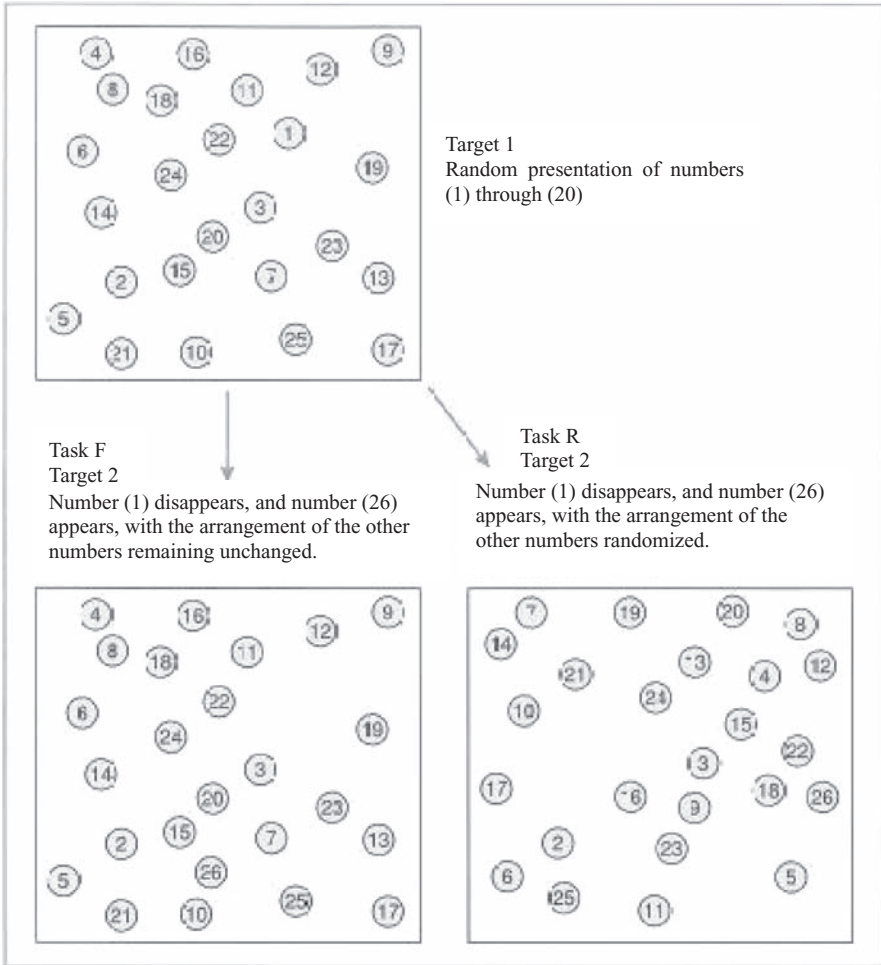 4 16 9
12
8 18 11
22 1
6 24 19
14 3
20 23
2 15 7 13
5
21 10 25 17
Target 1
Random presentation of numbers
(1) through (20)
Task F
Target 2
Number (1) disappears, and number (26)
appears, with the arrangement of the other
numbers remaining unchanged.
Task R
Target 2
Number (1) disappears, and number (26)
appears, with the arrangement of the
other numbers randomized.
4 16 9
12
8 18 11
22
6 24 19
14 3
20 23
2 15 7 13
26
5 25
21 10 17
7 19 20 8
14 13 12
21 4
10 24 15
22
3
17 16 9 18 26
2 23
6 5
25 11